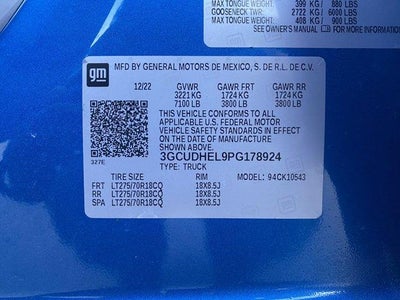 MAX TONGUE WEIGHT: 399 KG/ 880 LBS
GOOSENECK TWR: 2722 KG/ 6000 LBS
MAX TONGUE WEIGHT: 408 KG/ 900 LBS
SEE OWNER'S MANUAL FOR
gm
MFD BY GENERAL MOTORS DE MEXICO, S. DE R.L. DE C.V.
12/22 GVWR GAWR FRT GAWR RR
3221 KG 1724 KG 1724 KG
7100 LB 3800 LB 3800 LB
THIS VEHICLE CONFORMS TO ALL
APPLICABLE U.S. FEDERAL MOTOR
VEHICLE SAFETY
STANDARDS IN EFFECT ON THE DATE OF
MANUFACTURE SHOWN ABOVE.
3GCUDHEL9PG178924
327E
TYPE: TRUCK
TIRE SIZE RIM MODEL: 94CK10543
FRT LT275/70R18CQ 18X8.5J
RR LT275/70R18CQ 18X8.5J
SPA LT275/70R18CQ 18X8.5J